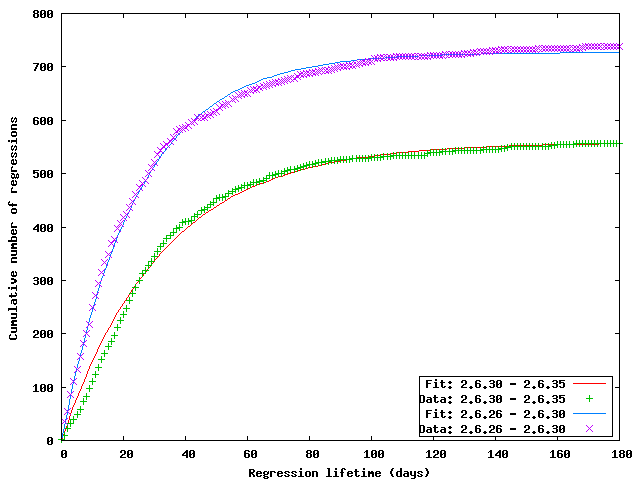 800
700
600
500
400
300
200
100
0
Cumulative number of regressions
Fit: 2.6.30 - 2.6.35
Data: 2.6.30 - 2.6.35
Fit: 2.6.26 - 2.6.30
Data: 2.6.26 - 2.6.30
20 40 60 80 100 120 140 160 180
Regression lifetime (days)